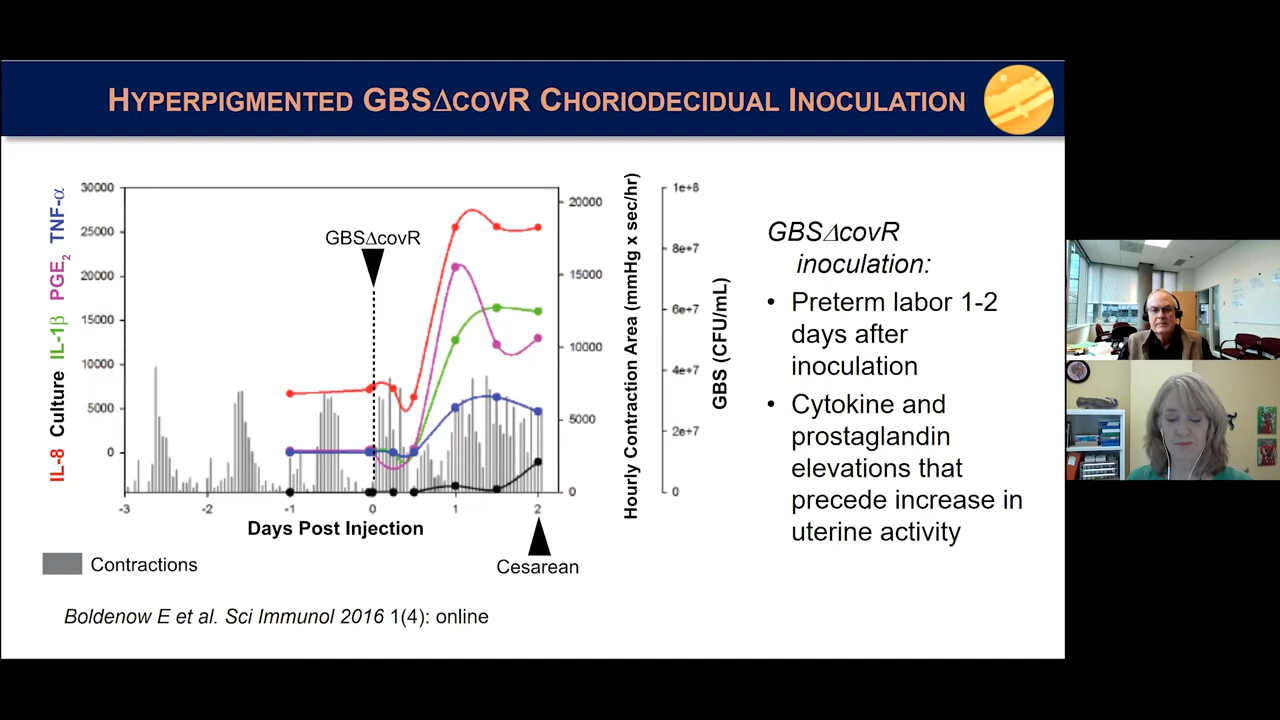 HYPERPIGMENTED GBSΔCOVR CHORIODECIDUAL INOCULATION
IL-8 Culture IL-1β PGE2 TNF-α
30000
25000
20000
15000
10000
5000
0
GBSΔcovR
20000
15000
10000
5000
0
Hourly Contraction Area (mmHg x sec/hr)
1e+8
8e+7
6e+7
4e+7
2e+7
0
GBS (CFU/mL)
-3 -2 -1 0 1 2
Days Post Injection
Cesarean
Contractions
Boldenow E et al. Sci Immunol 2016 1(4): online
GBSΔcovR
inoculation:
• Preterm labor 1-2
days after
inoculation
• Cytokine and
prostaglandin
elevations that
precede increase in
uterine activity